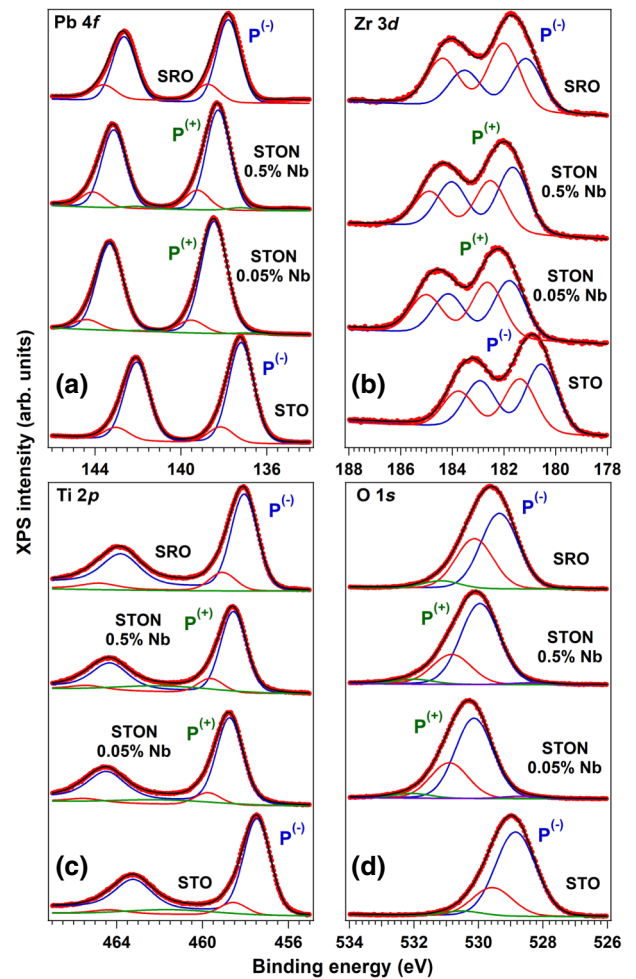 Pb 4f
P(-)
SRO
P(+)
STON
0.5% Nb
P(+)
STON
0.05% Nb
(a)
P(-)
STO
144 140 136
Zr 3d
P(-)
SRO
P(+)
STON
0.5% Nb
P(+)
STON
0.05% Nb
P(-)
(b)
STO
188 186 184 182 180 178
XPS intensity (arb. units)
Ti 2p
P(-)
SRO
STON
0.5% Nb
P(+)
STON
0.05% Nb
P(+)
(c)
STO
P(-)
464 460 456
O 1s
P(-)
SRO
P(+)
STON
0.5% Nb
P(+)
STON
0.05% Nb
P(-)
(d)
STO
534 532 530 528 526
Binding energy (eV)